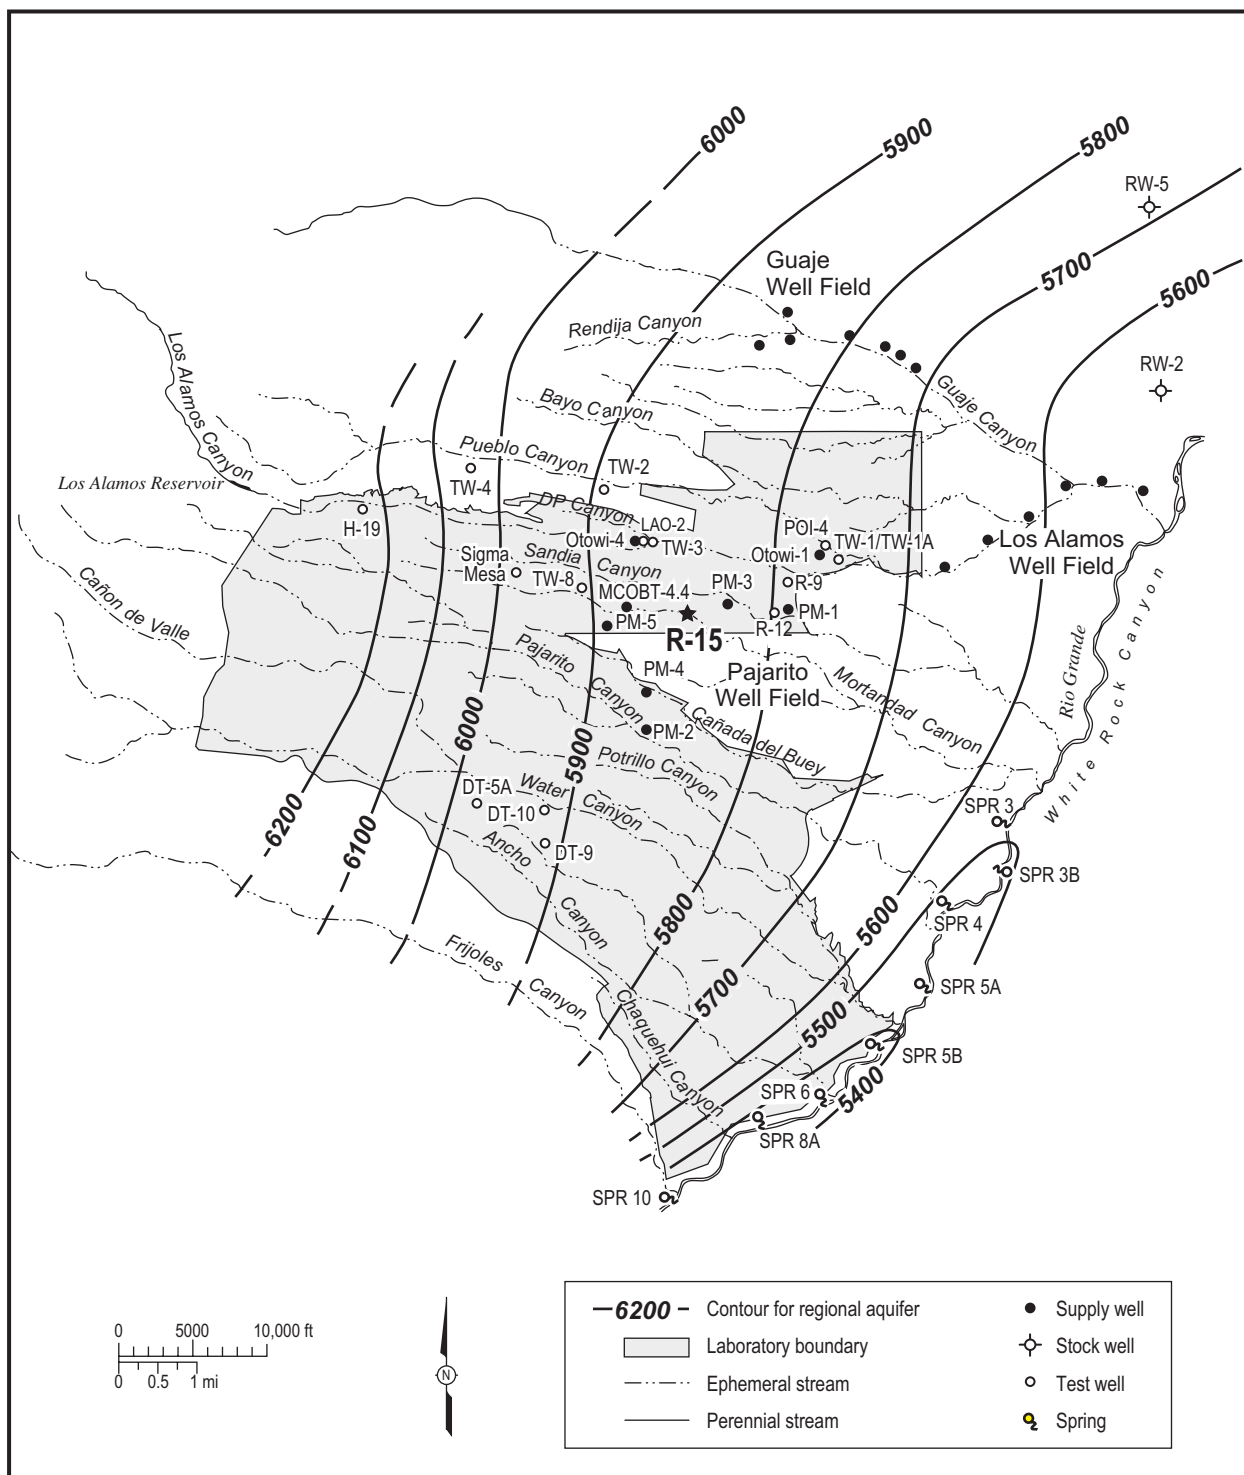 6000
5900
5800
RW-5
5700
5600
Guaje
Well Field
Rendija Canyon
Los Alamos Canyon
RW-2
Guaje Canyon
Bayo Canyon
Pueblo Canyon
TW-2
TW-4
Los Alamos Reservoir
DP Canyon
H-19
LAO-2
POI-4
Otowi-4
TW-3
TW-1/TW-1A
Los Alamos
Well Field
Sandia Canyon
Otowi-1
Sigma
Mesa
TW-8
PM-3
R-9
MCOBT-4.4
PM-1
PM-5
R-15
R-12
Cañon de Valle
Pajarito Canyon
PM-4
Pajarito
Well Field
Mortandad Canyon
Rio Grande
White Rock Canyon
PM-2
Cañada del Buey
6000
5900
Potrillo Canyon
DT-5A
Water Canyon
DT-10
SPR 3
6200
6100
Ancho Canyon
DT-9
SPR 3B
5800
5600
SPR 4
Frijoles Canyon
SPR 5A
5700
Chaquehui Canyon
5500
SPR 5B
SPR 6
5400
SPR 8A
SPR 10
6200
Contour for regional aquifer
Laboratory boundary
Ephemeral stream
Perennial stream
Supply well
Stock well
Test well
Spring
0 5000 10,000 ft
0 0.5 1 mi
N